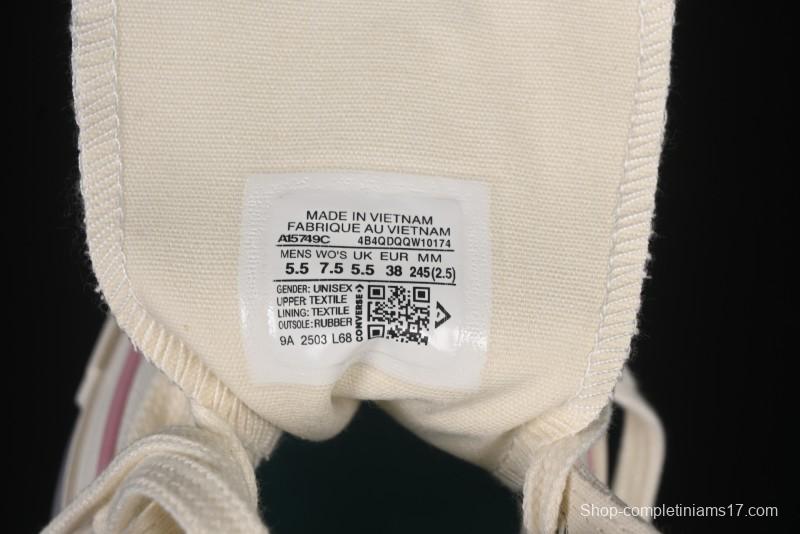 MADE IN VIETNAM
FABRIQUE AU VIETNAM
A15749C 4B4QDQQW10174
MENS WO'S UK EUR MM
5.5 7.5 5.5 38 245(2.5)
GENDER: UNISEX
UPPER: TEXTILE
LINING: TEXTILE
OUTSOLE: RUBBER
9A 2503 L68
CONVERSE
Shop-completiniams17.com